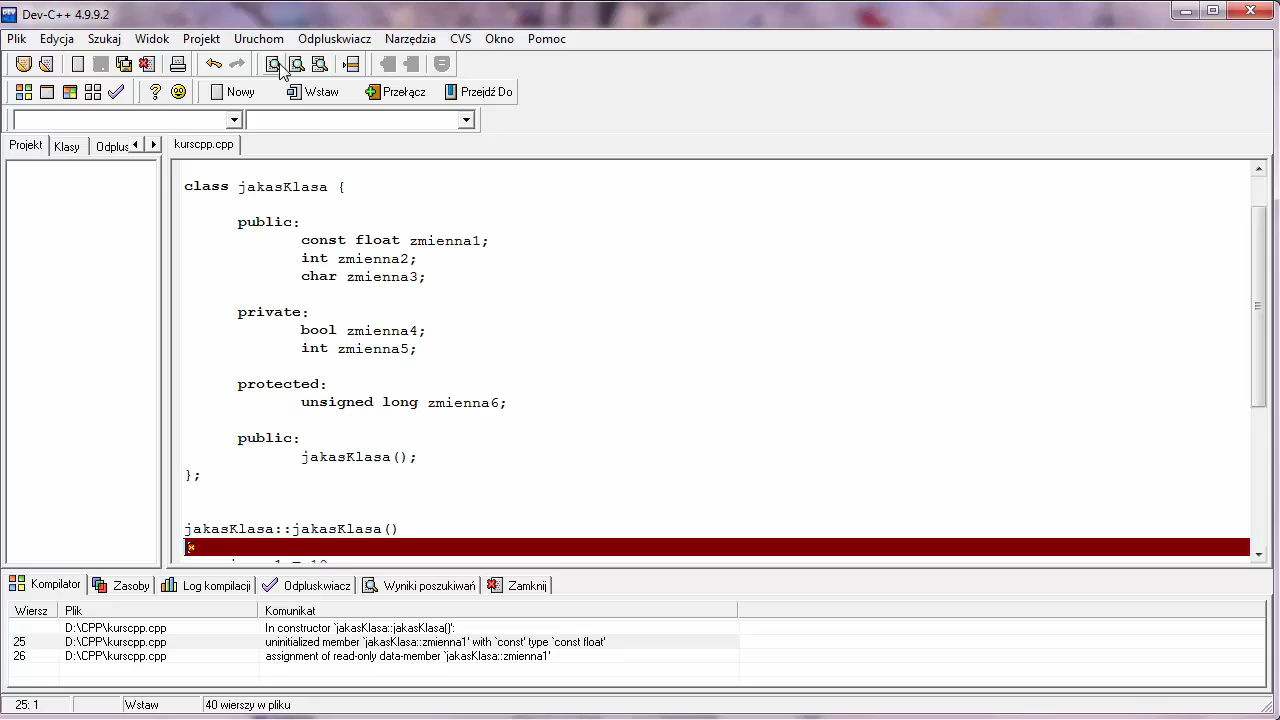 Dev-C++ 4.9.9.2
Plik Edycja Szukaj Widok Projekt Uruchom Odpluskwiacz Narzędzia CVS Okno Pomoc
Nowy Wstaw Przełącz Przejdź Do
Projekt Klasy Odplus kurscpp.cpp
class jakasKlasa {
public:
const float zmienna1;
int zmienna2;
char zmienna3;
private:
bool zmienna4;
int zmienna5;
protected:
unsigned long zmienna6;
public:
jakasKlasa();
};
jakasKlasa::jakasKlasa()
Kompilator Zasoby Log kompilacji Odpluskwiacz Wyniki poszukiwań Zamknij
Wiersz Plik Komunikat
D:\CPP\kurscpp.cpp In constructor `jakasKlasa::jakasKlasa()':
25 D:\CPP\kurscpp.cpp uninitialized member `jakasKlasa::zmienna1' with `const' type `const float'
26 D:\CPP\kurscpp.cpp assignment of read-only data-member `jakasKlasa::zmienna1'
25: 1 Wstaw 40 wierszy w pliku